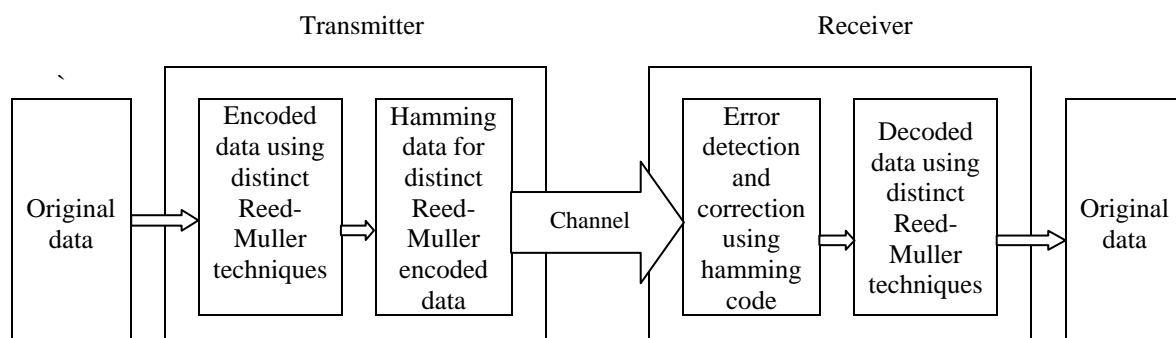 Transmitter
Receiver
`
Original
data
Encoded
data using
distinct
Reed-
Muller
techniques
Hamming
data for
distinct
Reed-
Muller
encoded
data
Channel
Error
detection
and
correction
using
hamming
code
Decoded
data using
distinct
Reed-
Muller
techniques
Original
data